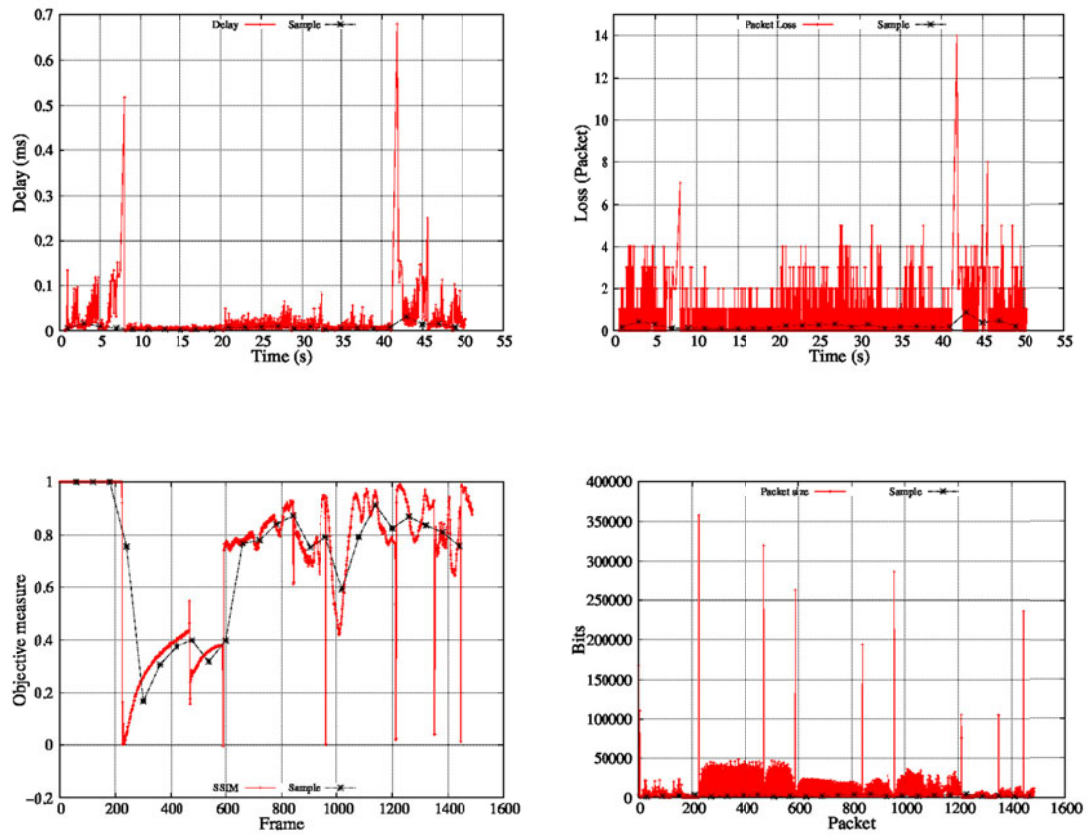 Delay Sample
0.7
0.6
0.5
0.4
0.3
0.2
0.1
0
Delay (ms)
0 5 10 15 20 25 30 35 40 45 50 55
Time (s)
Packet Loss Sample
14
12
10
8
6
4
2
0
Loss (Packet)
0 5 10 15 20 25 30 35 40 45 50 55
Time (s)
1
0.8
0.6
0.4
0.2
0
−0.2
Objective measure
SSIM Sample
0 200 400 600 800 1000 1200 1400 1600
Frame
Packet size Sample
400000
350000
300000
250000
200000
150000
100000
50000
0
Bits
0 200 400 600 800 1000 1200 1400 1600
Packet